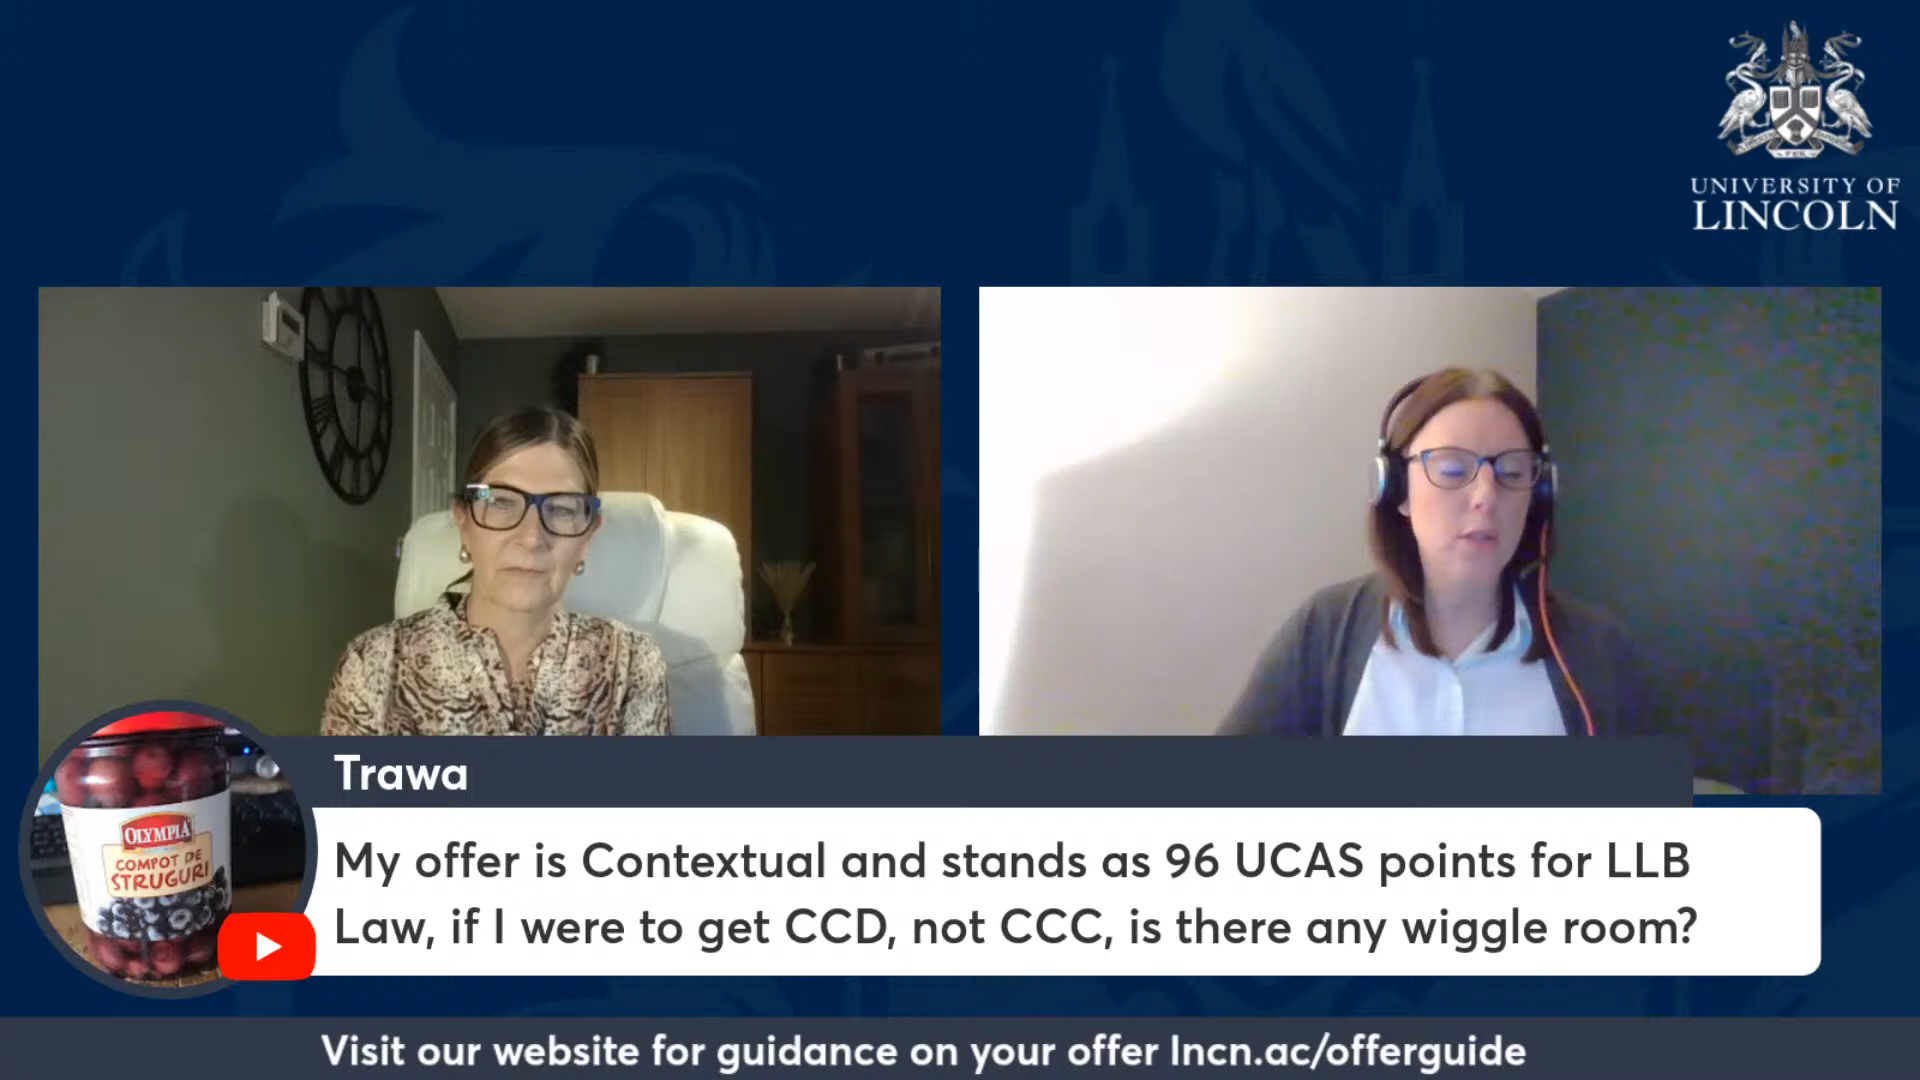 UNIVERSITY OF
LINCOLN
Trawa
My offer is Contextual and stands as 96 UCAS points for LLB
Law, if I were to get CCD, not CCC, is there any wiggle room?
OLYMPIA
COMPOT DE
STRUGURI
Visit our website for guidance on your offer lncn.ac/offerguide